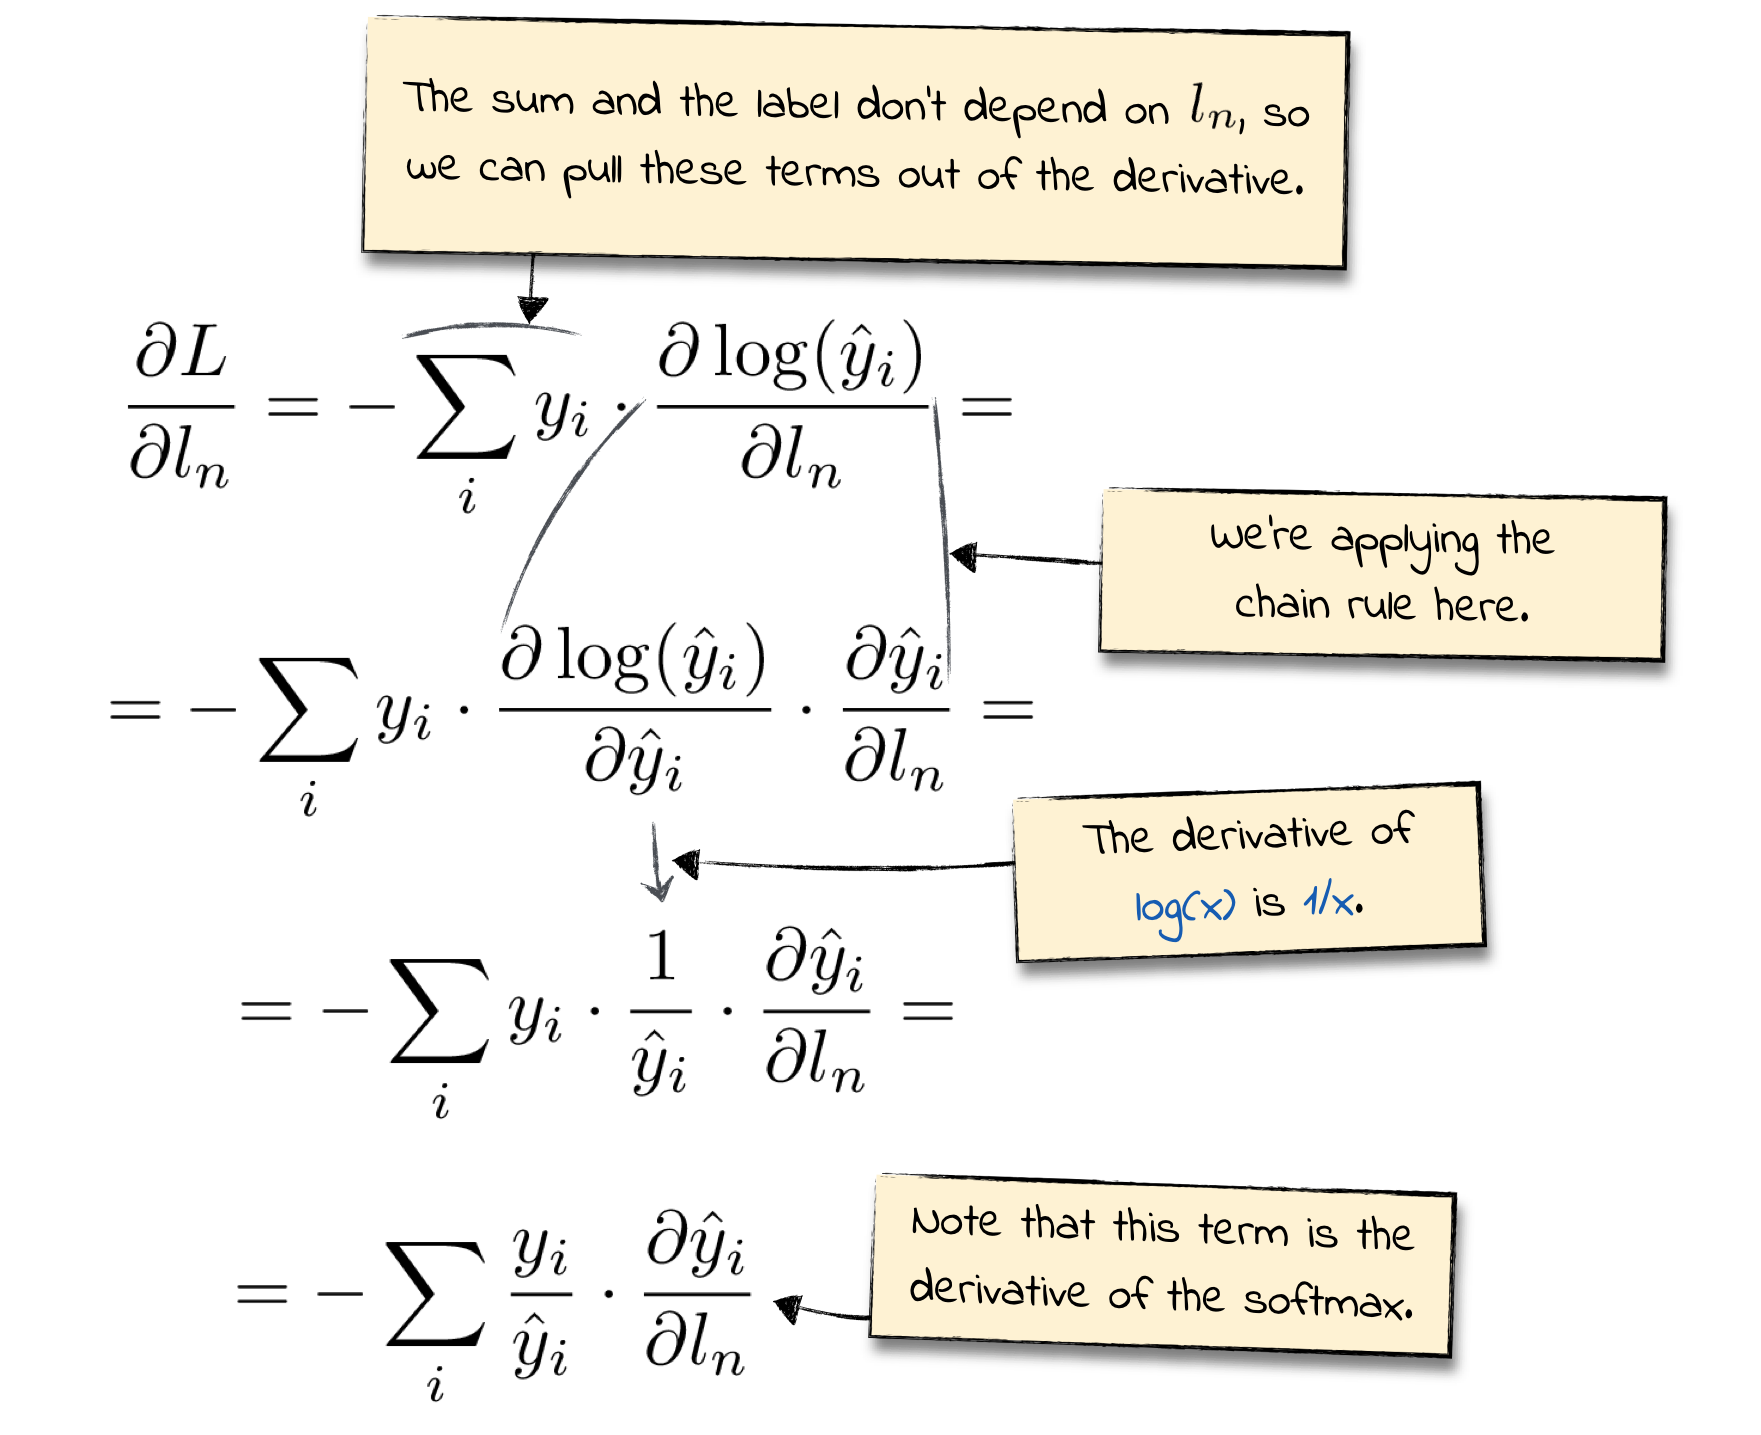 The sum and the label don't depend on $l_n$, so
we can pull these terms out of the derivative.
$\frac{\partial L}{\partial l_n} = -\sum_i y_i \cdot \frac{\partial \log(\hat{y}_i)}{\partial l_n} =$
we're applying the
chain rule here.
$= -\sum_i y_i \cdot \frac{\partial \log(\hat{y}_i)}{\partial \hat{y}_i} \cdot \frac{\partial \hat{y}_i}{\partial l_n} =$
The derivative of
log(x) is 1/x.
$= -\sum_i y_i \cdot \frac{1}{\hat{y}_i} \cdot \frac{\partial \hat{y}_i}{\partial l_n} =$
Note that this term is the
derivative of the softmax.
$= -\sum_i \frac{y_i}{\hat{y}_i} \cdot \frac{\partial \hat{y}_i}{\partial l_n}$